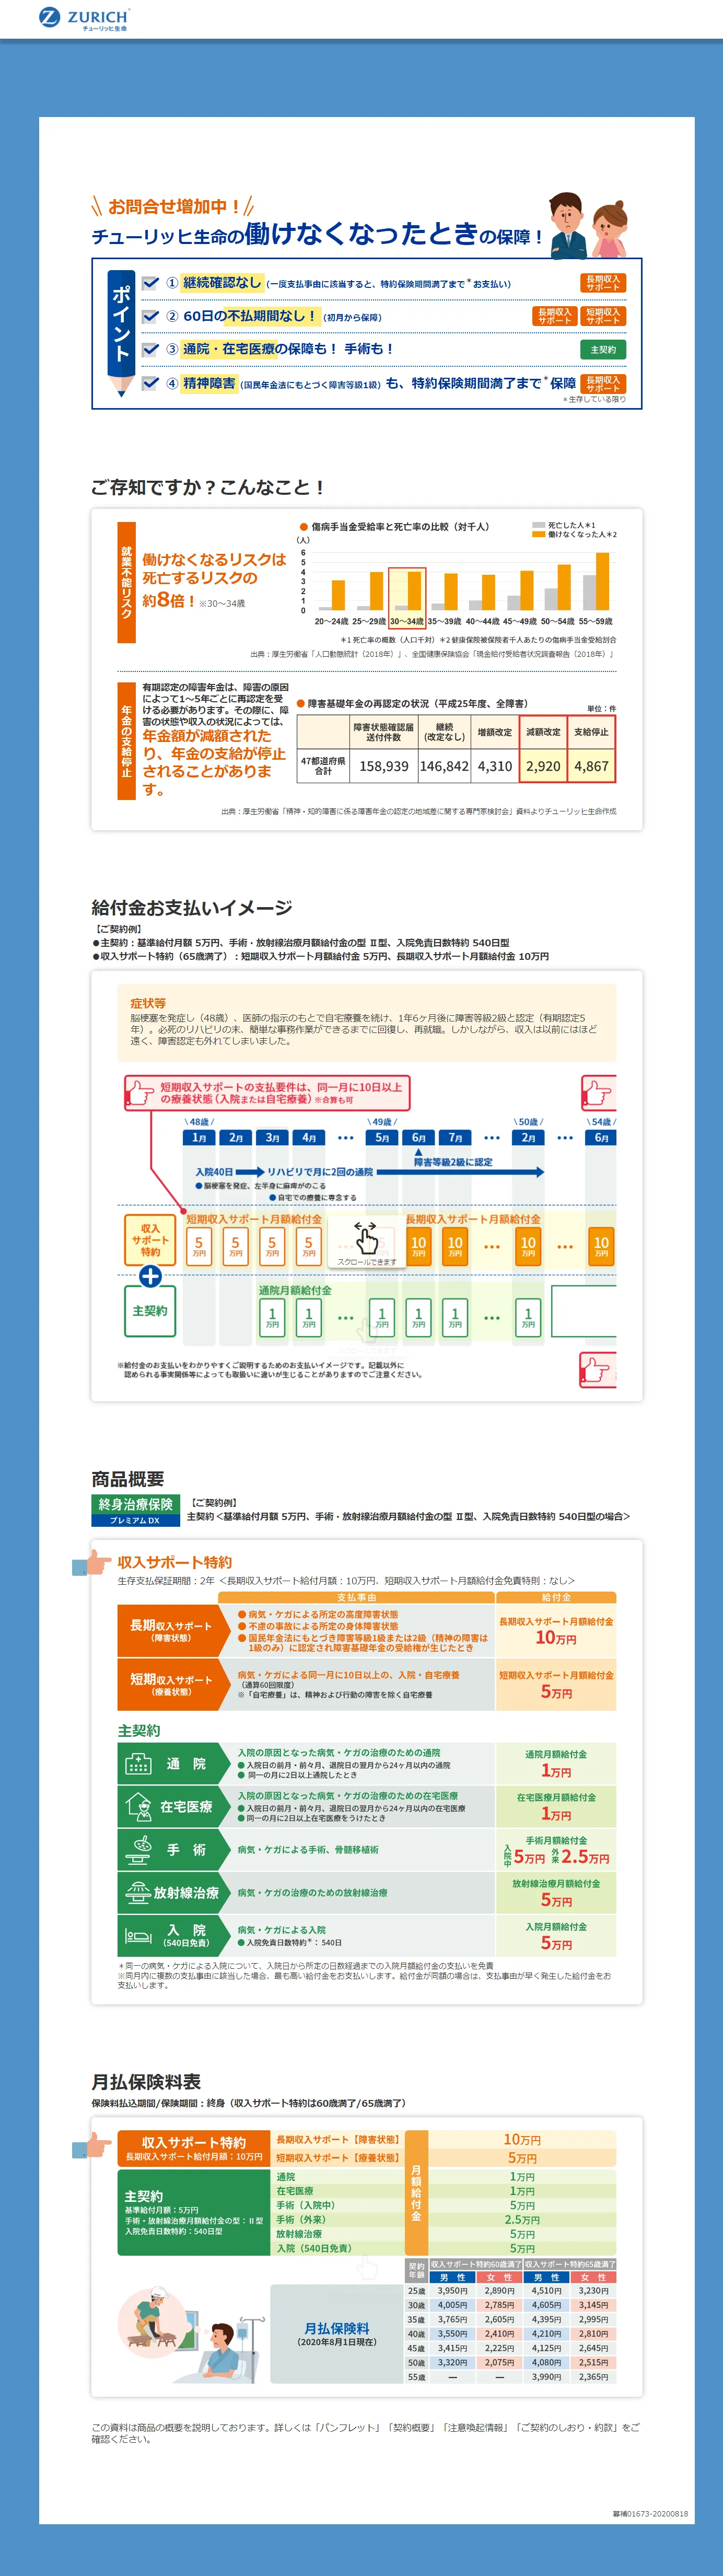 ZURICH
チューリッヒ生命
お問合せ増加中！
チューリッヒ生命の働けなくなったときの保障！
ポイント
① 継続確認なし（一度支払事由に該当すると、特約保険期間満了まで＊お支払い）
長期収入サポート
② 60日の不払期間なし！（初月から保障）
長期収入サポート 短期収入サポート
③ 通院・在宅医療の保障も！ 手術も！
主契約
④ 精神障害（国民年金法にもとづく障害等級1級）も、特約保険期間満了まで＊保障
長期収入サポート
＊生存している限り
ご存知ですか？こんなこと！
就業不能リスク
働けなくなるリスクは
死亡するリスクの
約8倍！※30〜34歳
● 傷病手当金受給率と死亡率の比較（対千人）
死亡した人＊1
働けなくなった人＊2
（人）
6
5
4
3
2
1
0
20〜24歳 25〜29歳 30〜34歳 35〜39歳 40〜44歳 45〜49歳 50〜54歳 55〜59歳
＊1 死亡率の概数（人口千対）＊2 健康保険被保険者千人あたりの傷病手当金受給割合
出典：厚生労働省「人口動態統計（2018年）」、全国健康保険協会「現金給付受給者状況調査報告（2018年）」
年金の支給停止
有期認定の障害年金は、障害の原因
によって1〜5年ごとに再認定を受
ける必要があります。その際に、障
害の状態や収入の状況によっては、
年金額が減額された
り、年金の支給が停止
されることがありま
す。
● 障害基礎年金の再認定の状況（平成25年度、全障害）
単位：件
障害状態確認届送付件数 継続（改定なし） 増額改定 減額改定 支給停止
47都道府県合計 158,939 146,842 4,310 2,920 4,867
出典：厚生労働省「精神・知的障害に係る障害年金の認定の地域差に関する専門家検討会」資料よりチューリッヒ生命作成
給付金お支払いイメージ
【ご契約例】
●主契約：基準給付月額 5万円、手術・放射線治療月額給付金の型 Ⅱ型、入院免責日数特約 540日型
●収入サポート特約（65歳満了）：短期収入サポート月額給付金 5万円、長期収入サポート月額給付金 10万円
症状等
脳梗塞を発症し（48歳）、医師の指示のもとで自宅療養を続け、1年6ヶ月後に障害等級2級と認定（有期認定5
年）。必死のリハビリの末、簡単な事務作業ができるまでに回復し、再就職。しかしながら、収入は以前にはほど
遠く、障害認定も外れてしまいました。
短期収入サポートの支払要件は、同一月に10日以上
の療養状態（入院または自宅療養）※合算も可
48歳 49歳 50歳 54歳
1月 2月 3月 4月 ••• 5月 6月 7月 ••• 2月 ••• 6月
障害等級2級に認定
入院40日 リハビリで月に2回の通院
●脳梗塞を発症、左半身に麻痺がのこる
●自宅での療養に専念する
収入サポート特約
短期収入サポート月額給付金 長期収入サポート月額給付金
5万円 5万円 5万円 5万円 10万円 10万円 ••• 10万円 ••• 10万円
スクロールできます
主契約
通院月額給付金
1万円 1万円 ••• 1万円 1万円 1万円 ••• 1万円
※給付金のお支払いをわかりやすくご説明するためのお支払いイメージです。記載以外に
認められる事実関係等によっても取扱いに違いが生じることがありますのでご注意ください。
商品概要
終身治療保険
プレミアムDX
【ご契約例】
主契約＜基準給付月額 5万円、手術・放射線治療月額給付金の型 Ⅱ型、入院免責日数特約 540日型の場合＞
収入サポート特約
生存支払保証期間：2年 ＜長期収入サポート給付月額：10万円、短期収入サポート月額給付金免責特則：なし＞
支払事由 給付金
長期収入サポート
（障害状態）
● 病気・ケガによる所定の高度障害状態
● 不慮の事故による所定の身体障害状態
● 国民年金法にもとづき障害等級1級または2級（精神の障害は
1級のみ）に認定され障害基礎年金の受給権が生じたとき
長期収入サポート月額給付金
10万円
短期収入サポート
（療養状態）
病気・ケガによる同一月に10日以上の、入院・自宅療養
（通算60回限度）
※「自宅療養」は、精神および行動の障害を除く自宅療養
短期収入サポート月額給付金
5万円
主契約
通 院
入院の原因となった病気・ケガの治療のための通院
● 入院日の前月・前々月、退院日の翌月から24ヶ月以内の通院
● 同一の月に2日以上通院したとき
通院月額給付金
1万円
在宅医療
入院の原因となった病気・ケガの治療のための在宅医療
● 入院日の前月・前々月、退院日の翌月から24ヶ月以内の在宅医療
● 同一の月に2日以上在宅医療をうけたとき
在宅医療月額給付金
1万円
手 術
病気・ケガによる手術、骨髄移植術
手術月額給付金
入院中 5万円 外来 2.5万円
放射線治療
病気・ケガの治療のための放射線治療
放射線治療月額給付金
5万円
入 院
（540日免責）
病気・ケガによる入院
● 入院免責日数特約＊： 540日
入院月額給付金
5万円
＊同一の病気・ケガによる入院について、入院日から所定の日数経過までの入院月額給付金の支払いを免責
※同月内に複数の支払事由に該当した場合、最も高い給付金をお支払いします。給付金が同額の場合は、支払事由が早く発生した給付金をお
支払いします。
月払保険料表
保険料払込期間/保険期間：終身（収入サポート特約は60歳満了/65歳満了）
収入サポート特約
長期収入サポート給付月額：10万円
長期収入サポート【障害状態】 10万円
短期収入サポート【療養状態】 5万円
月額給付金
主契約
基準給付月額：5万円
手術・放射線治療月額給付金の型：Ⅱ型
入院免責日数特約：540日型
通院 1万円
在宅医療 1万円
手術（入院中） 5万円
手術（外来） 2.5万円
放射線治療 5万円
入院（540日免責） 5万円
契約年齢 収入サポート特約60歳満了 収入サポート特約65歳満了
男 性 女 性 男 性 女 性
月払保険料
（2020年8月1日現在）
25歳 3,950円 2,890円 4,510円 3,230円
30歳 4,005円 2,785円 4,605円 3,145円
35歳 3,765円 2,605円 4,395円 2,995円
40歳 3,550円 2,410円 4,210円 2,810円
45歳 3,415円 2,225円 4,125円 2,645円
50歳 3,320円 2,075円 4,080円 2,515円
55歳 — — 3,990円 2,365円
この資料は商品の概要を説明しております。詳しくは「パンフレット」「契約概要」「注意喚起情報」「ご契約のしおり・約款」をご
確認ください。
募補01673-20200818